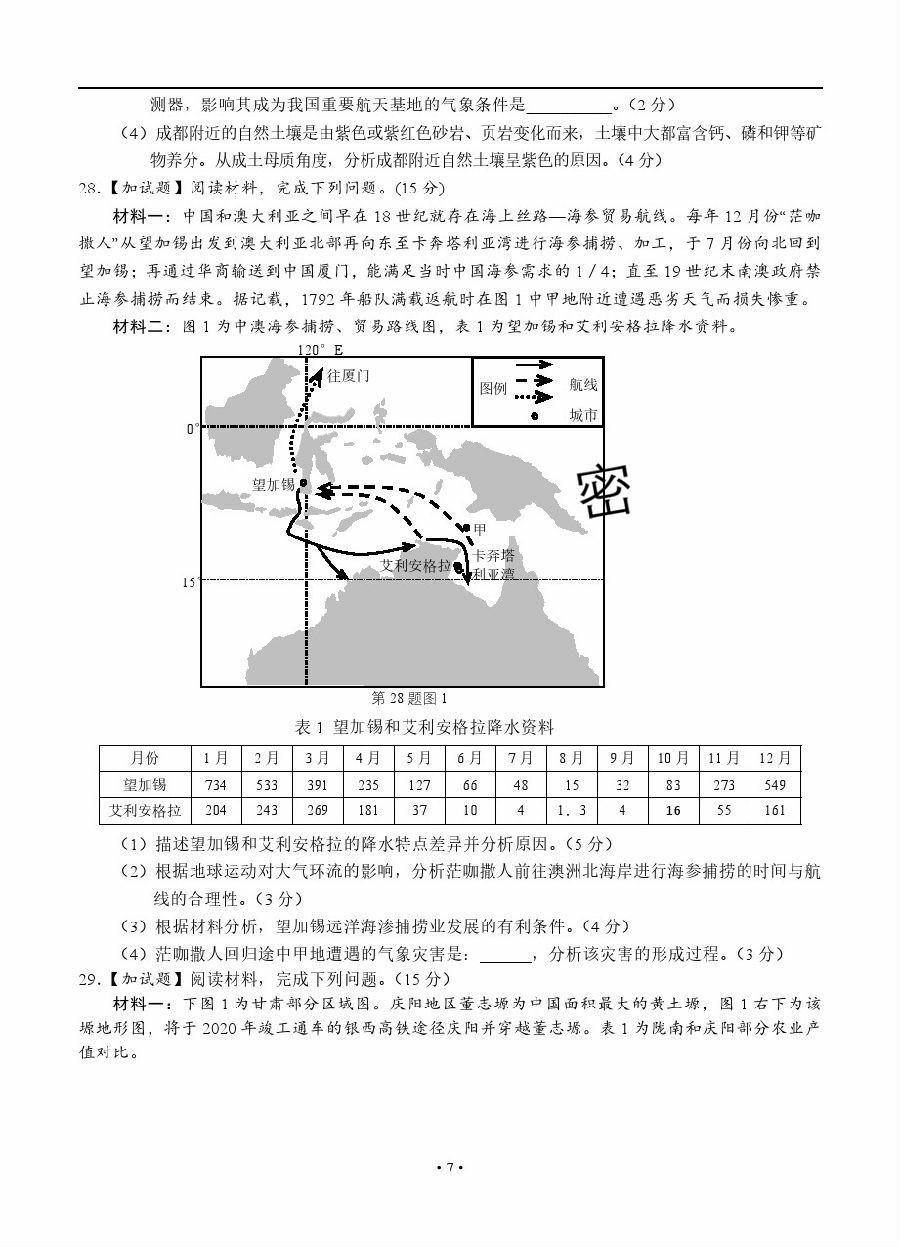 测器，影响其成为我国重要航天基地的气象条件是__________。（2 分）
（4）成都附近的自然土壤是由紫色或紫红色砂岩、页岩变化而来，土壤中大都富含钙、磷和钾等矿
物养分。从成土母质角度，分析成都附近自然土壤呈紫色的原因。（4 分）
28.【加试题】阅读材料，完成下列问题。(15 分)
材料一：中国和澳大利亚之间早在 18 世纪就存在海上丝路—海参贸易航线。每年 12 月份“茫咖
撒人”从望加锡出发到澳大利亚北部再向东至卡奔塔利亚湾进行海参捕捞、加工，于 7 月份向北回到
望加锡；再通过华商输送到中国厦门，能满足当时中国海参需求的 1／4；直至 19 世纪末南澳政府禁
止海参捕捞而结束。据记载，1792 年船队满载返航时在图 1 中甲地附近遭遇恶劣天气而损失惨重。
材料二：图 1 为中澳海参捕捞、贸易路线图，表 1 为望加锡和艾利安格拉降水资料。
120° E
往厦门
图例
航线
城市
0°
望加锡
密
甲
卡奔塔
利亚湾
艾利安格拉
15°
第 28 题图 1
表 1 望加锡和艾利安格拉降水资料
月份 1 月 2 月 3 月 4 月 5 月 6 月 7 月 8 月 9 月 10 月 11 月 12 月
望加锡 734 533 391 235 127 66 48 15 32 83 273 549
艾利安格拉 204 243 269 181 37 10 4 1．3 4 16 55 161
（1）描述望加锡和艾利安格拉的降水特点差异并分析原因。（5 分）
（2）根据地球运动对大气环流的影响，分析茫咖撒人前往澳洲北海岸进行海参捕捞的时间与航
线的合理性。（3 分）
（3）根据材料分析，望加锡远洋海渗捕捞业发展的有利条件。（4 分）
（4）茫咖撒人回归途中甲地遭遇的气象灾害是：______，分析该灾害的形成过程。（3 分）
29.【加试题】阅读材料，完成下列问题。（15 分）
材料一：下图 1 为甘肃部分区域图。庆阳地区董志塬为中国面积最大的黄土塬，图 1 右下为该
塬地形图，将于 2020 年竣工通车的银西高铁途径庆阳并穿越董志塬。表 1 为陇南和庆阳部分农业产
值对比。
• 7 •